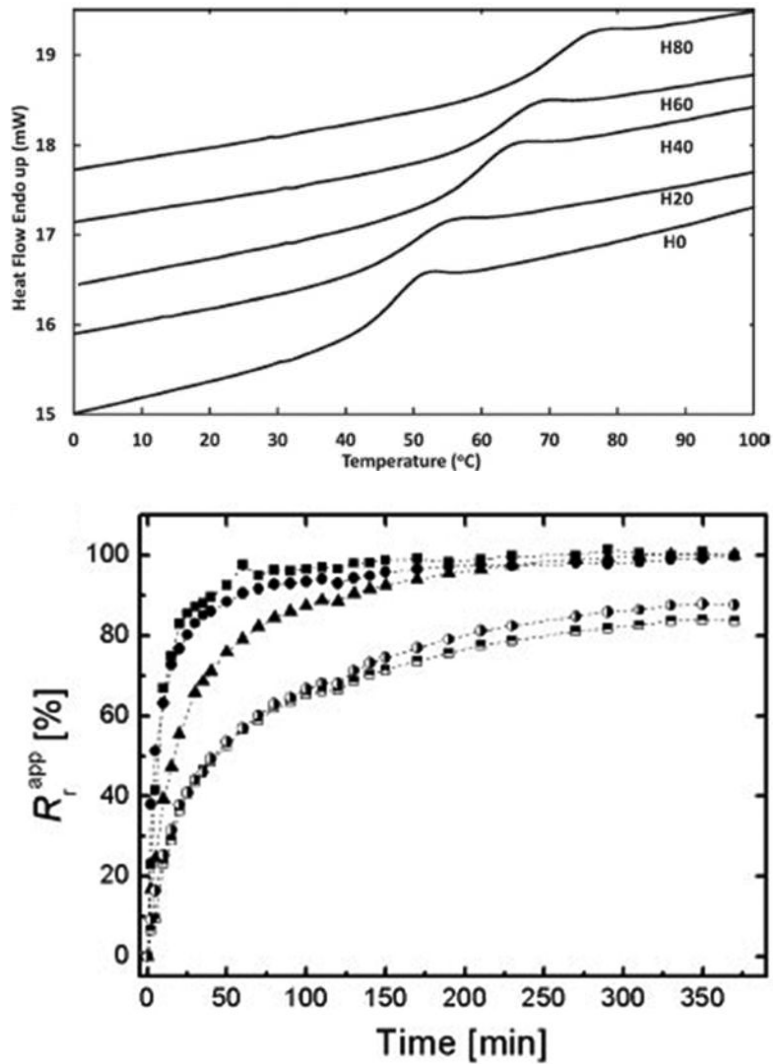 19
18
17
16
15
Heat Flow Endo up (mW)
H80
H60
H40
H20
H0
0 10 20 30 40 50 60 70 80 90 100
Temperature (°C)
100
80
60
40
20
0
R_r^app [%]
0 50 100 150 200 250 300 350
Time [min]